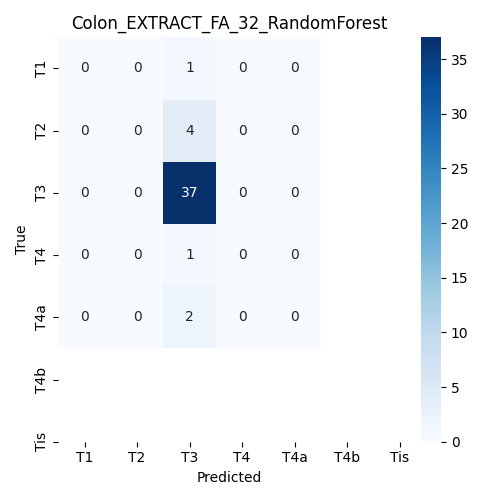 Colon_EXTRACT_FA_32_RandomForest
T1 0 0 1 0 0
T2 0 0 4 0 0
T3 0 0 37 0 0
T4 0 0 1 0 0
T4a 0 0 2 0 0
T4b
Tis
True
T1 T2 T3 T4 T4a T4b Tis
Predicted
35
30
25
20
15
10
5
0